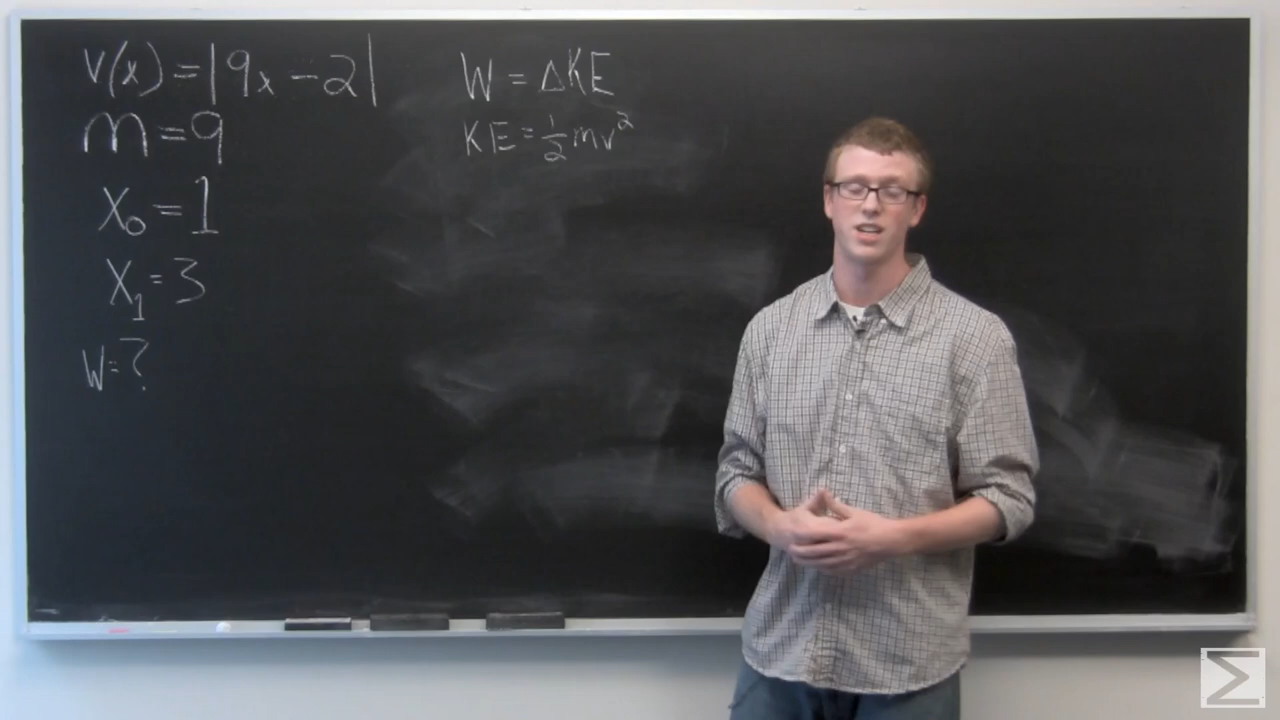 v(x) = |9x - 2|
m = 9
x₀ = 1
x₁ = 3
W = ?
W = ΔKE
KE = ½mv²
Σ